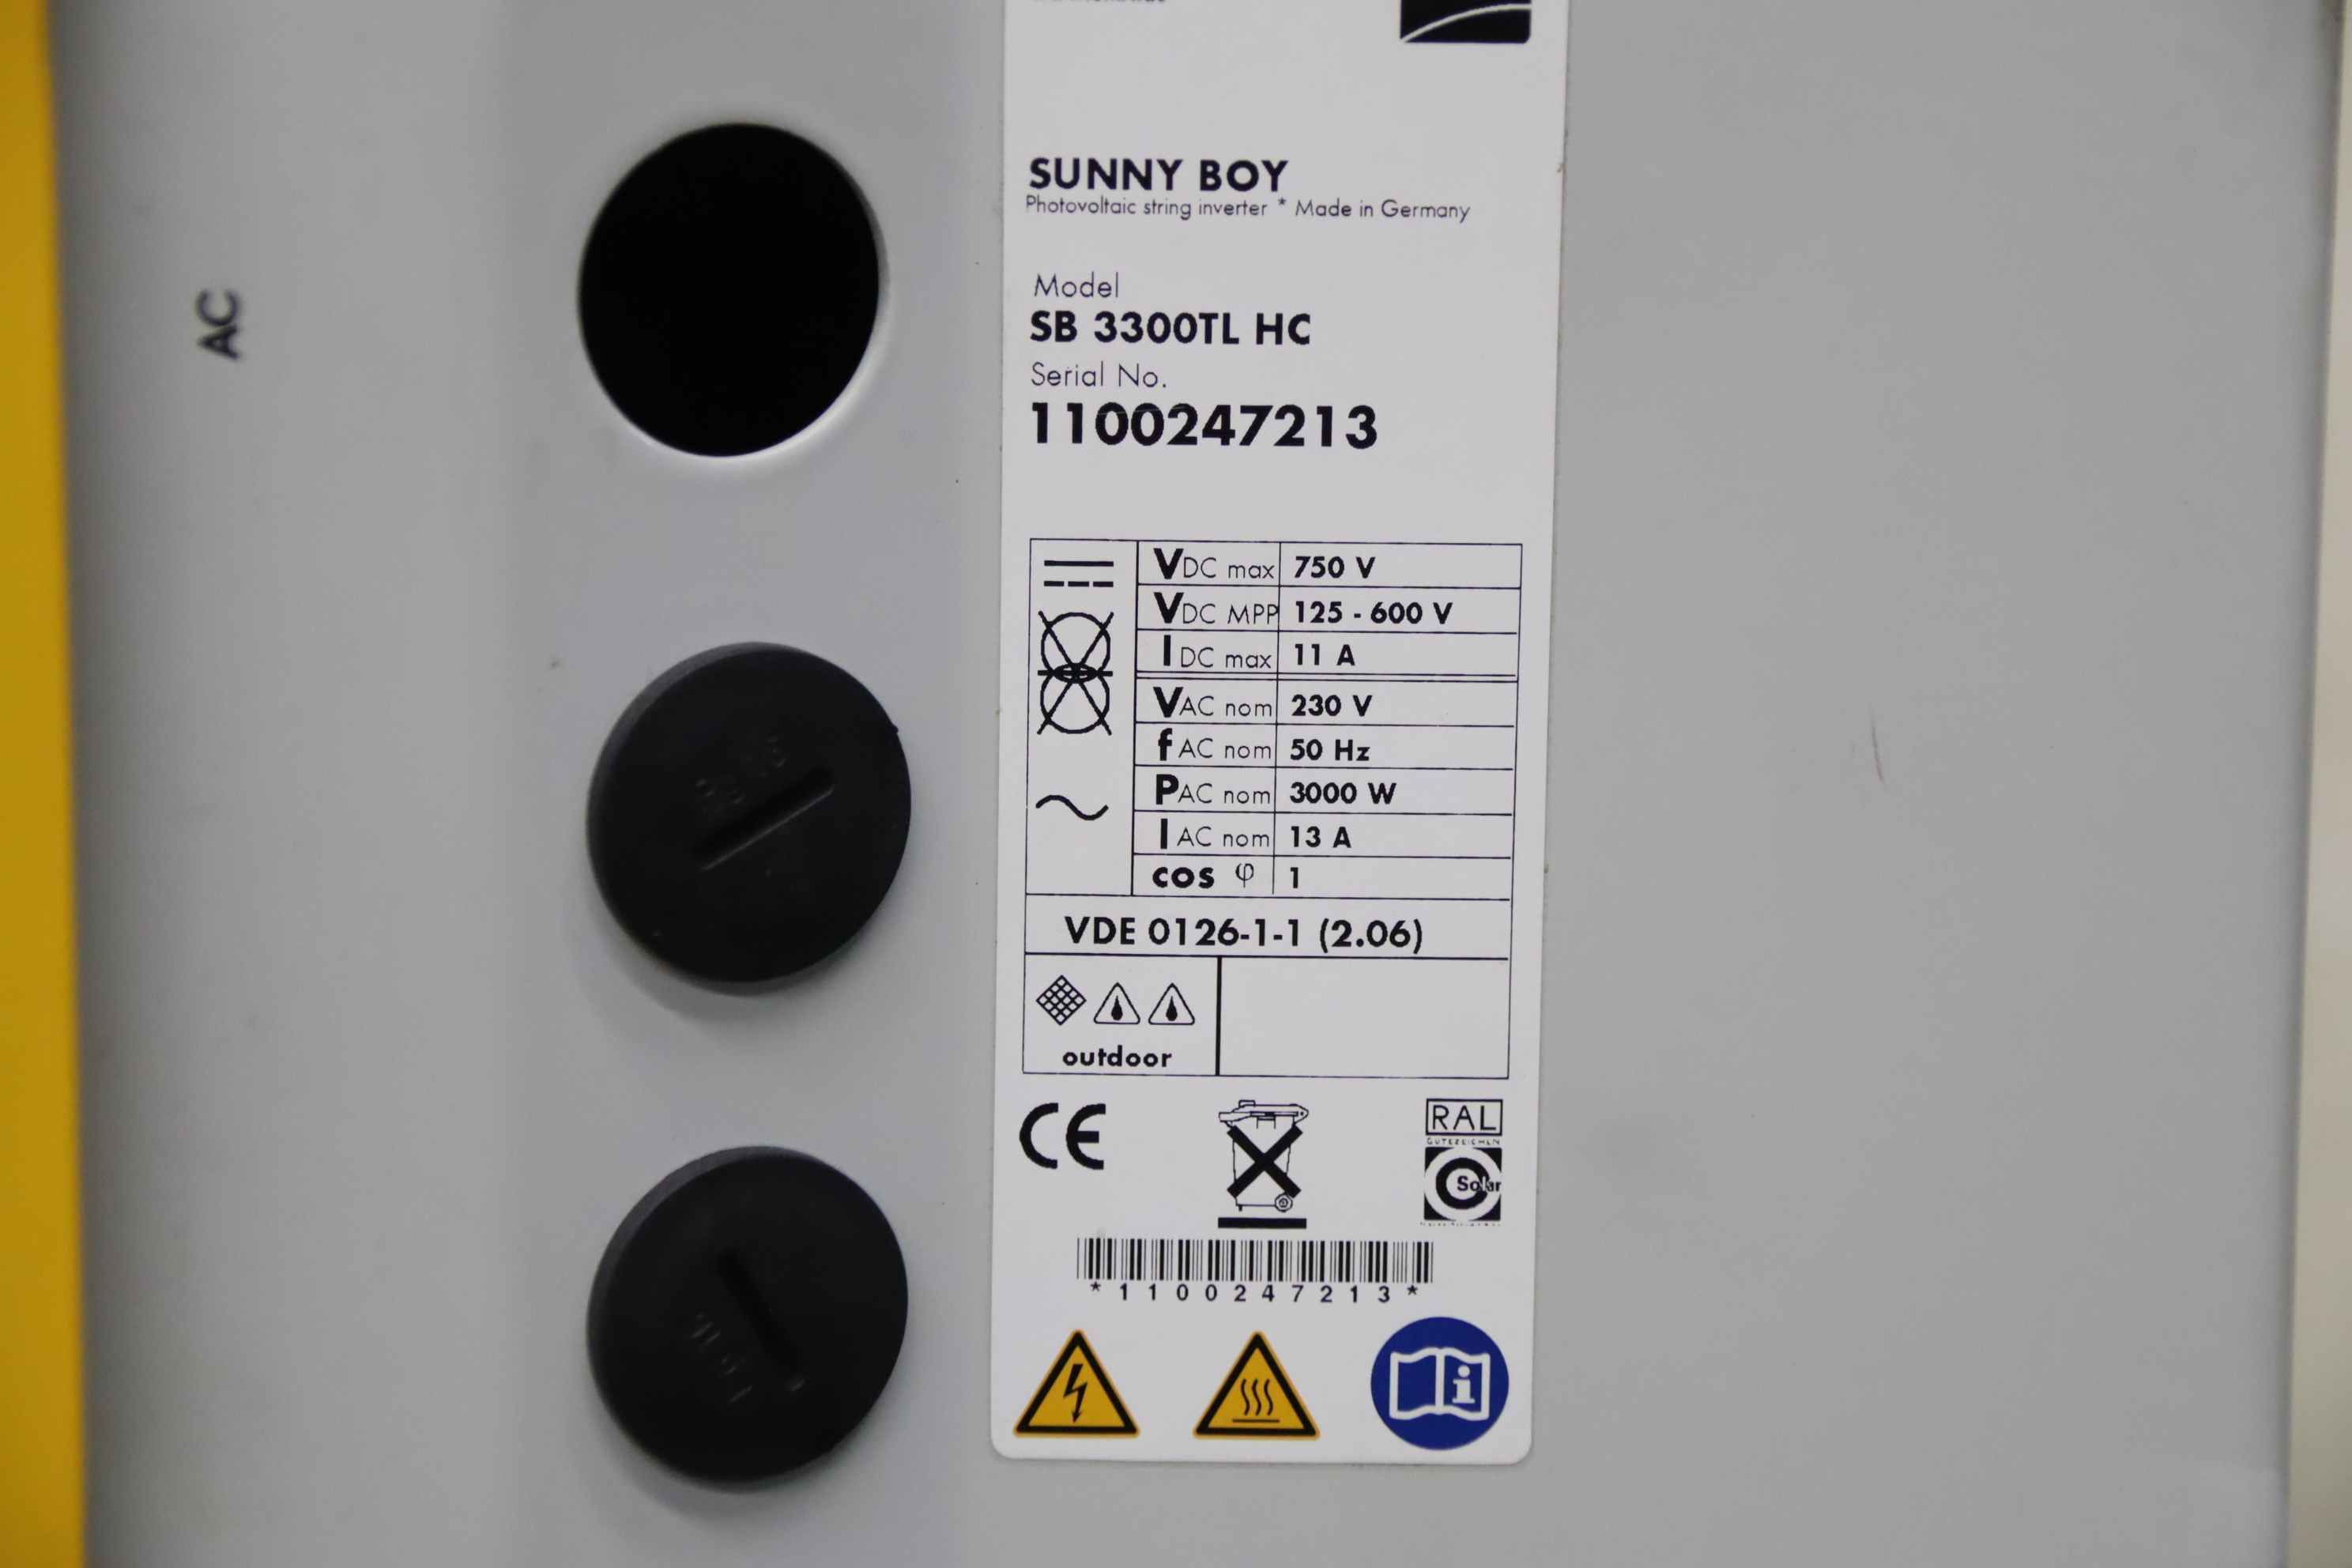 AC
SUNNY BOY
Photovoltaic string inverter * Made in Germany
Model
SB 3300TL HC
Serial No.
1100247213
VDC max 750 V
VDC MPP 125 - 600 V
I DC max 11 A
VAC nom 230 V
f AC nom 50 Hz
PAC nom 3000 W
I AC nom 13 A
cos φ 1
VDE 0126-1-1 (2.06)
outdoor
CE
RAL
GÜTEZEICHEN
Solar
*1100247213*